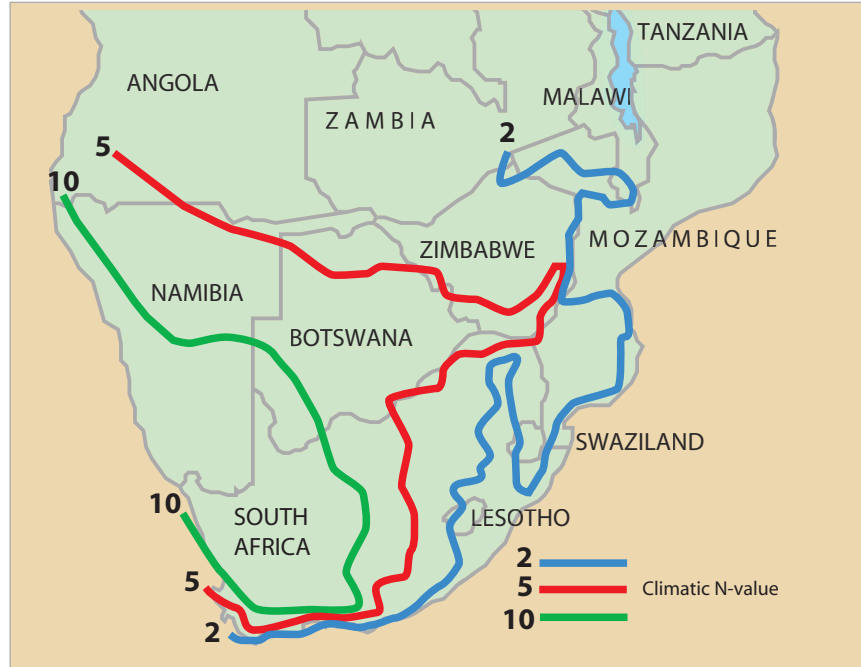 TANZANIA
ANGOLA
MALAWI
ZAMBIA
2
5
10
ZIMBABWE
MOZAMBIQUE
NAMIBIA
BOTSWANA
SWAZILAND
10
SOUTH
AFRICA
LESOTHO
2
5
5 Climatic N-value
10
2